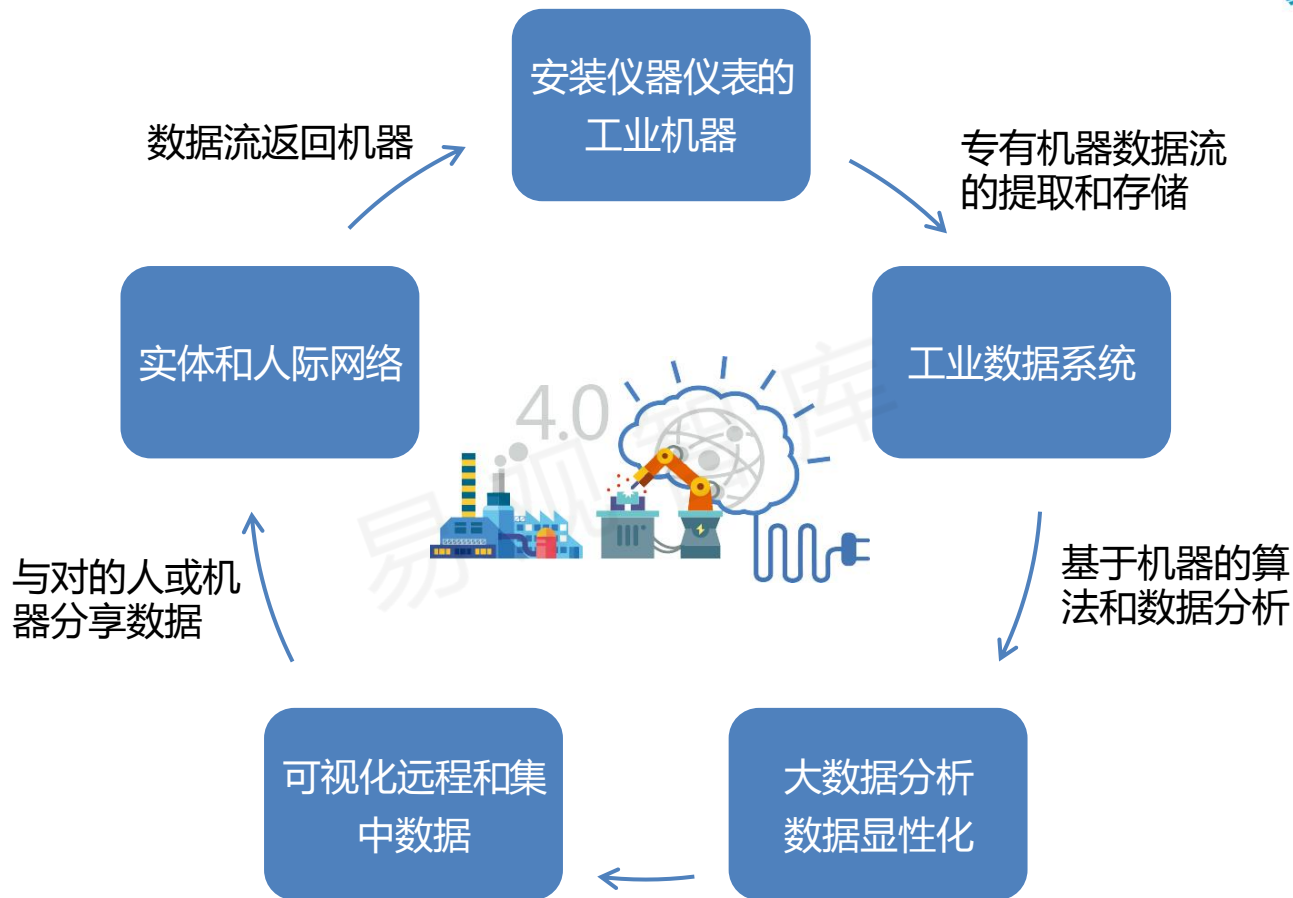 安装仪器仪表的
工业机器
数据流返回机器
专有机器数据流
的提取和存储
实体和人际网络
工业数据系统
4.0
易视智库
与对的人或机
器分享数据
基于机器的算
法和数据分析
可视化远程和集
中数据
大数据分析
数据显性化